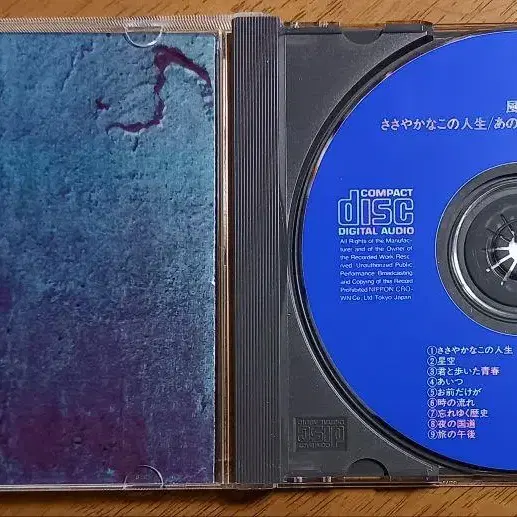 風
ささやかなこの人生/あの
COMPACT
disc
DIGITAL AUDIO
All Rights of the Manufac-
turer and of the Owner of
the Recorded Work Rese-
rved Unauthorized Public
Performance Broadcasting
and Copying of this Record
Prohibited NIPPON CRO-
WN Co., Ltd. Tokyo Japan
①ささやかなこの人生
②星空
③君と歩いた青春
④あいつ
⑤お前だけが
⑥時の流れ
⑦忘れゆく歴史
⑧夜の国道
⑨旅の午後